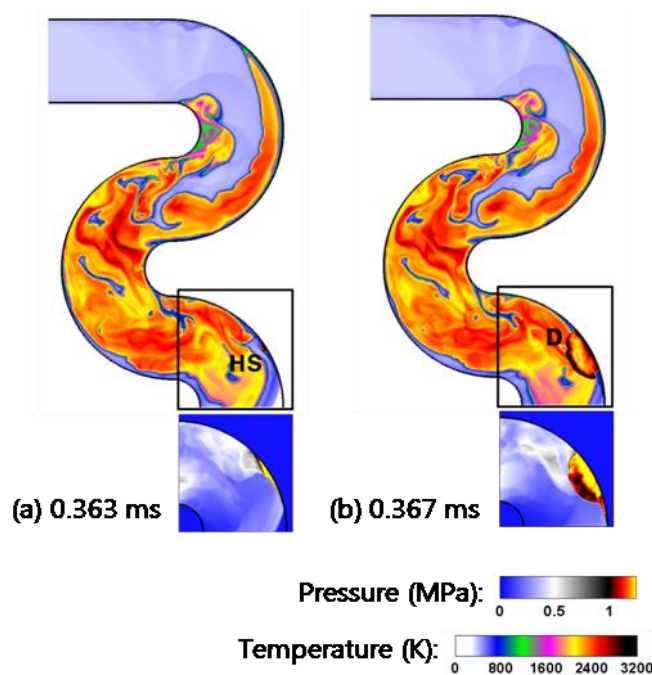 HS
D
(a) 0.363 ms
(b) 0.367 ms
Pressure (MPa):
0 0.5 1
Temperature (K):
0 800 1600 2400 3200